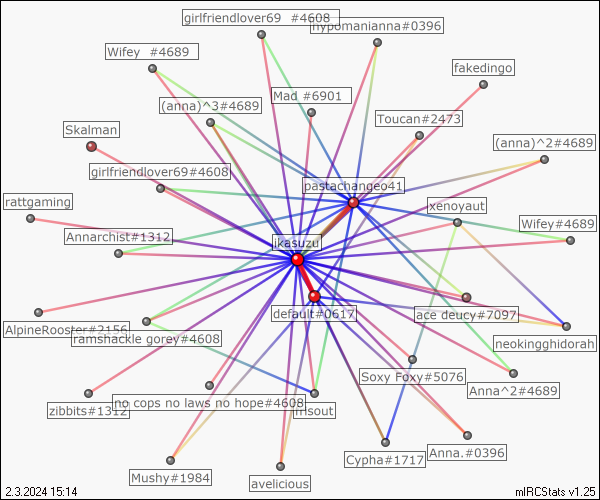 girlfriendlover69 #4608
hypomanianna#0396
Wifey #4689
fakedingo
Mad #6901
(anna)^3#4689
Toucan#2473
Skalman
(anna)^2#4689
girlfriendlover69#4608
pastachangeo41
rattgaming
xenoyaut
Wifey#4689
Annarchist#1312
jkasuzu
default#0617
ace deucy#7097
AlpineRooster#2156
ramshackle gorey#4608
neokingghidorah
Soxy Foxy#5076
Anna^2#4689
zibbits#1312
no cops no laws no hope#4608
Anna.#0396
Cypha#1717
Mushy#1984
avelicious
2.3.2024 15:14
mIRCStats v1.25